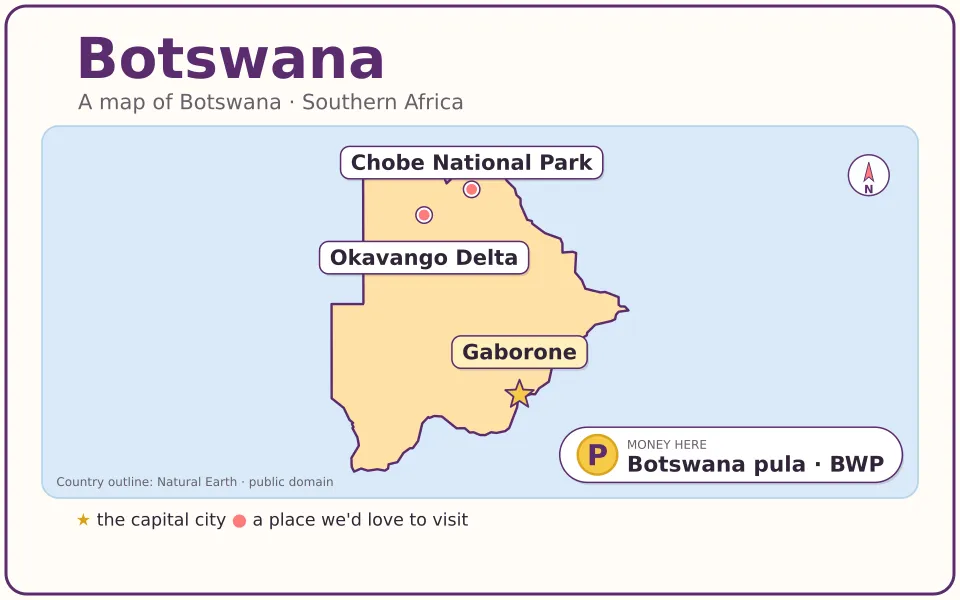 Botswana
A map of Botswana · Southern Africa
Chobe National Park
N
Okavango Delta
Gaborone
P
MONEY HERE
Botswana pula · BWP
Country outline: Natural Earth · public domain
★ the capital city ● a place we'd love to visit